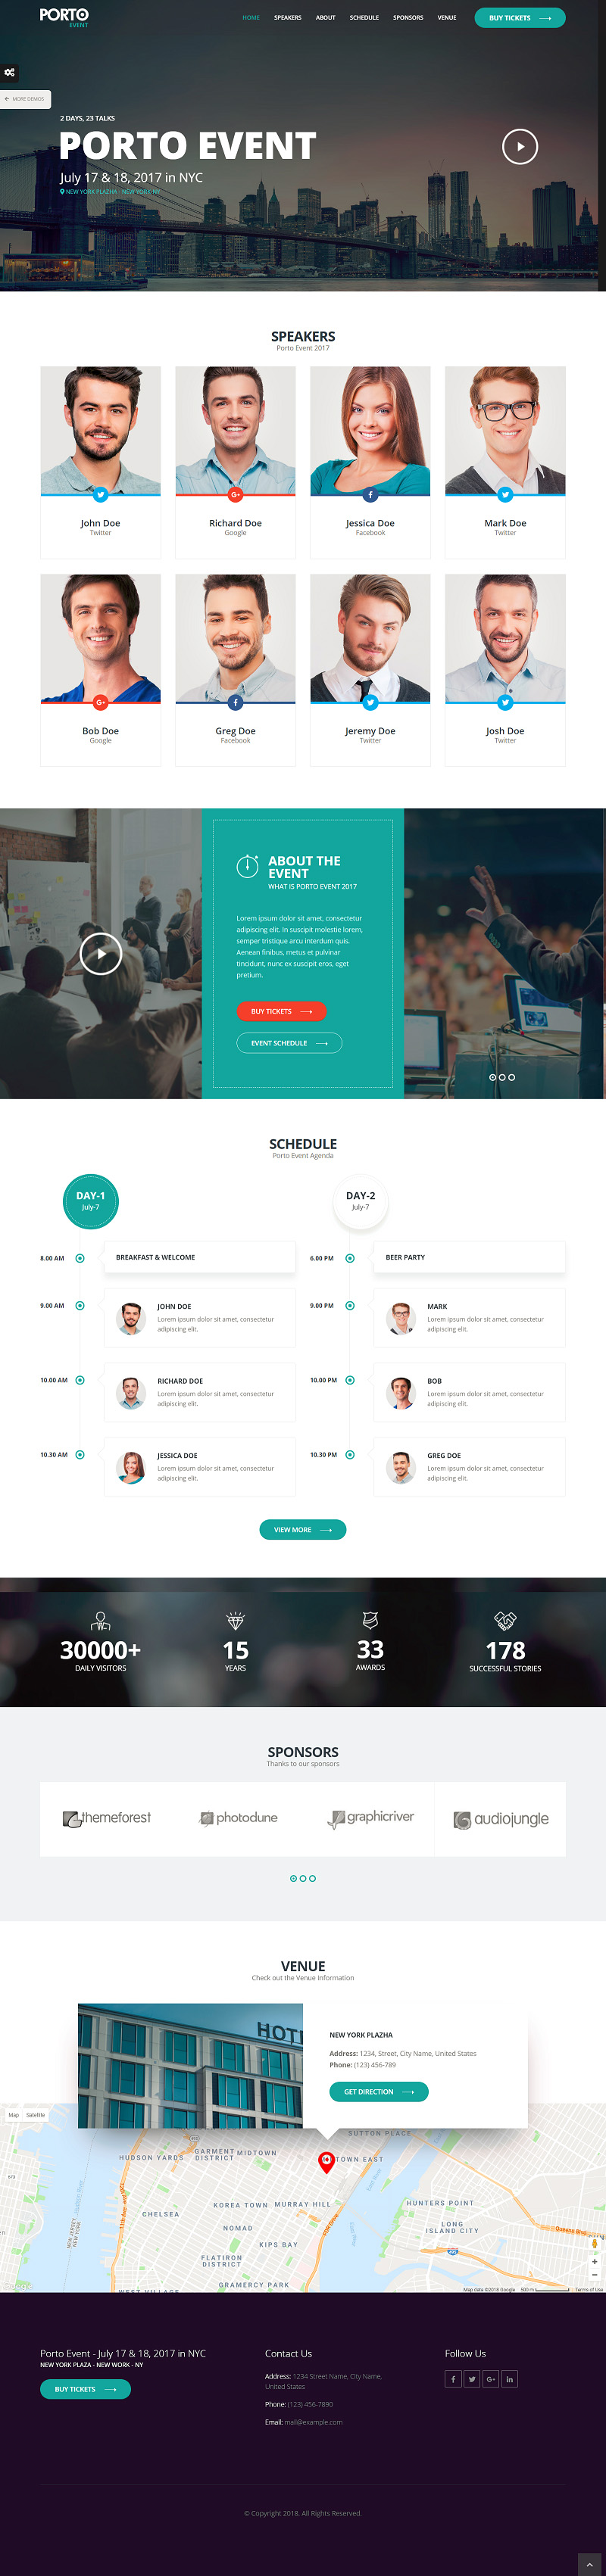 PORTO
EVENT
HOME SPEAKERS ABOUT SCHEDULE SPONSORS VENUE BUY TICKETS
MORE DEMOS
2 DAYS, 23 TALKS
PORTO EVENT
July 17 & 18, 2017 in NYC
NEW YORK PLAZHA - NEW YORK-NY
SPEAKERS
Porto Event 2017
John Doe
Twitter
Richard Doe
Google
Jessica Doe
Facebook
Mark Doe
Twitter
Bob Doe
Google
Greg Doe
Facebook
Jeremy Doe
Twitter
Josh Doe
Twitter
ABOUT THE
EVENT
WHAT IS PORTO EVENT 2017
Lorem ipsum dolor sit amet, consectetur
adipiscing elit. In suscipit molestie lorem,
semper tristique arcu interdum quis.
Aenean finibus, metus et pulvinar
tincidunt, nunc ex suscipit eros, eget
pretium.
BUY TICKETS
EVENT SCHEDULE
SCHEDULE
Porto Event Agenda
DAY-1
July-7
8.00 AM
BREAKFAST & WELCOME
9.00 AM
JOHN DOE
Lorem ipsum dolor sit amet, consectetur
adipiscing elit.
10.00 AM
RICHARD DOE
Lorem ipsum dolor sit amet, consectetur
adipiscing elit.
10.30 AM
JESSICA DOE
Lorem ipsum dolor sit amet, consectetur
adipiscing elit.
DAY-2
July-7
6.00 PM
BEER PARTY
9.00 PM
MARK
Lorem ipsum dolor sit amet, consectetur
adipiscing elit.
10.00 PM
BOB
Lorem ipsum dolor sit amet, consectetur
adipiscing elit.
10.30 PM
GREG DOE
Lorem ipsum dolor sit amet, consectetur
adipiscing elit.
VIEW MORE
30000+
DAILY VISITORS
15
YEARS
33
AWARDS
178
SUCCESSFUL STORIES
SPONSORS
Thanks to our sponsors
themeforest
photodune
graphicriver
audiojungle
VENUE
Check out the Venue Information
HOT
NEW YORK PLAZHA
Address: 1234, Street, City Name, United States
Phone: (123) 456-789
GET DIRECTION
Map Satellite
SUTTON PLACE
HUDSON YARDS
GARMENT
DISTRICT
MIDTOWN
TOWN EAST
CHELSEA
KOREA TOWN
MURRAY HILL
HUNTERS POINT
NOMAD
LONG
ISLAND CITY
KIPS BAY
FLATIRON
DISTRICT
GRAMERCY PARK
WEST VILLAGE
NEW JERSEY
NEW YORK
Queens Blvd
Map data ©2018 Google 500 m Terms of Use
Porto Event - July 17 & 18, 2017 in NYC
NEW YORK PLAZA - NEW WORK - NY
BUY TICKETS
Contact Us
Address: 1234 Street Name, City Name,
United States
Phone: (123) 456-7890
Email: mail@example.com
Follow Us
© Copyright 2018. All Rights Reserved.